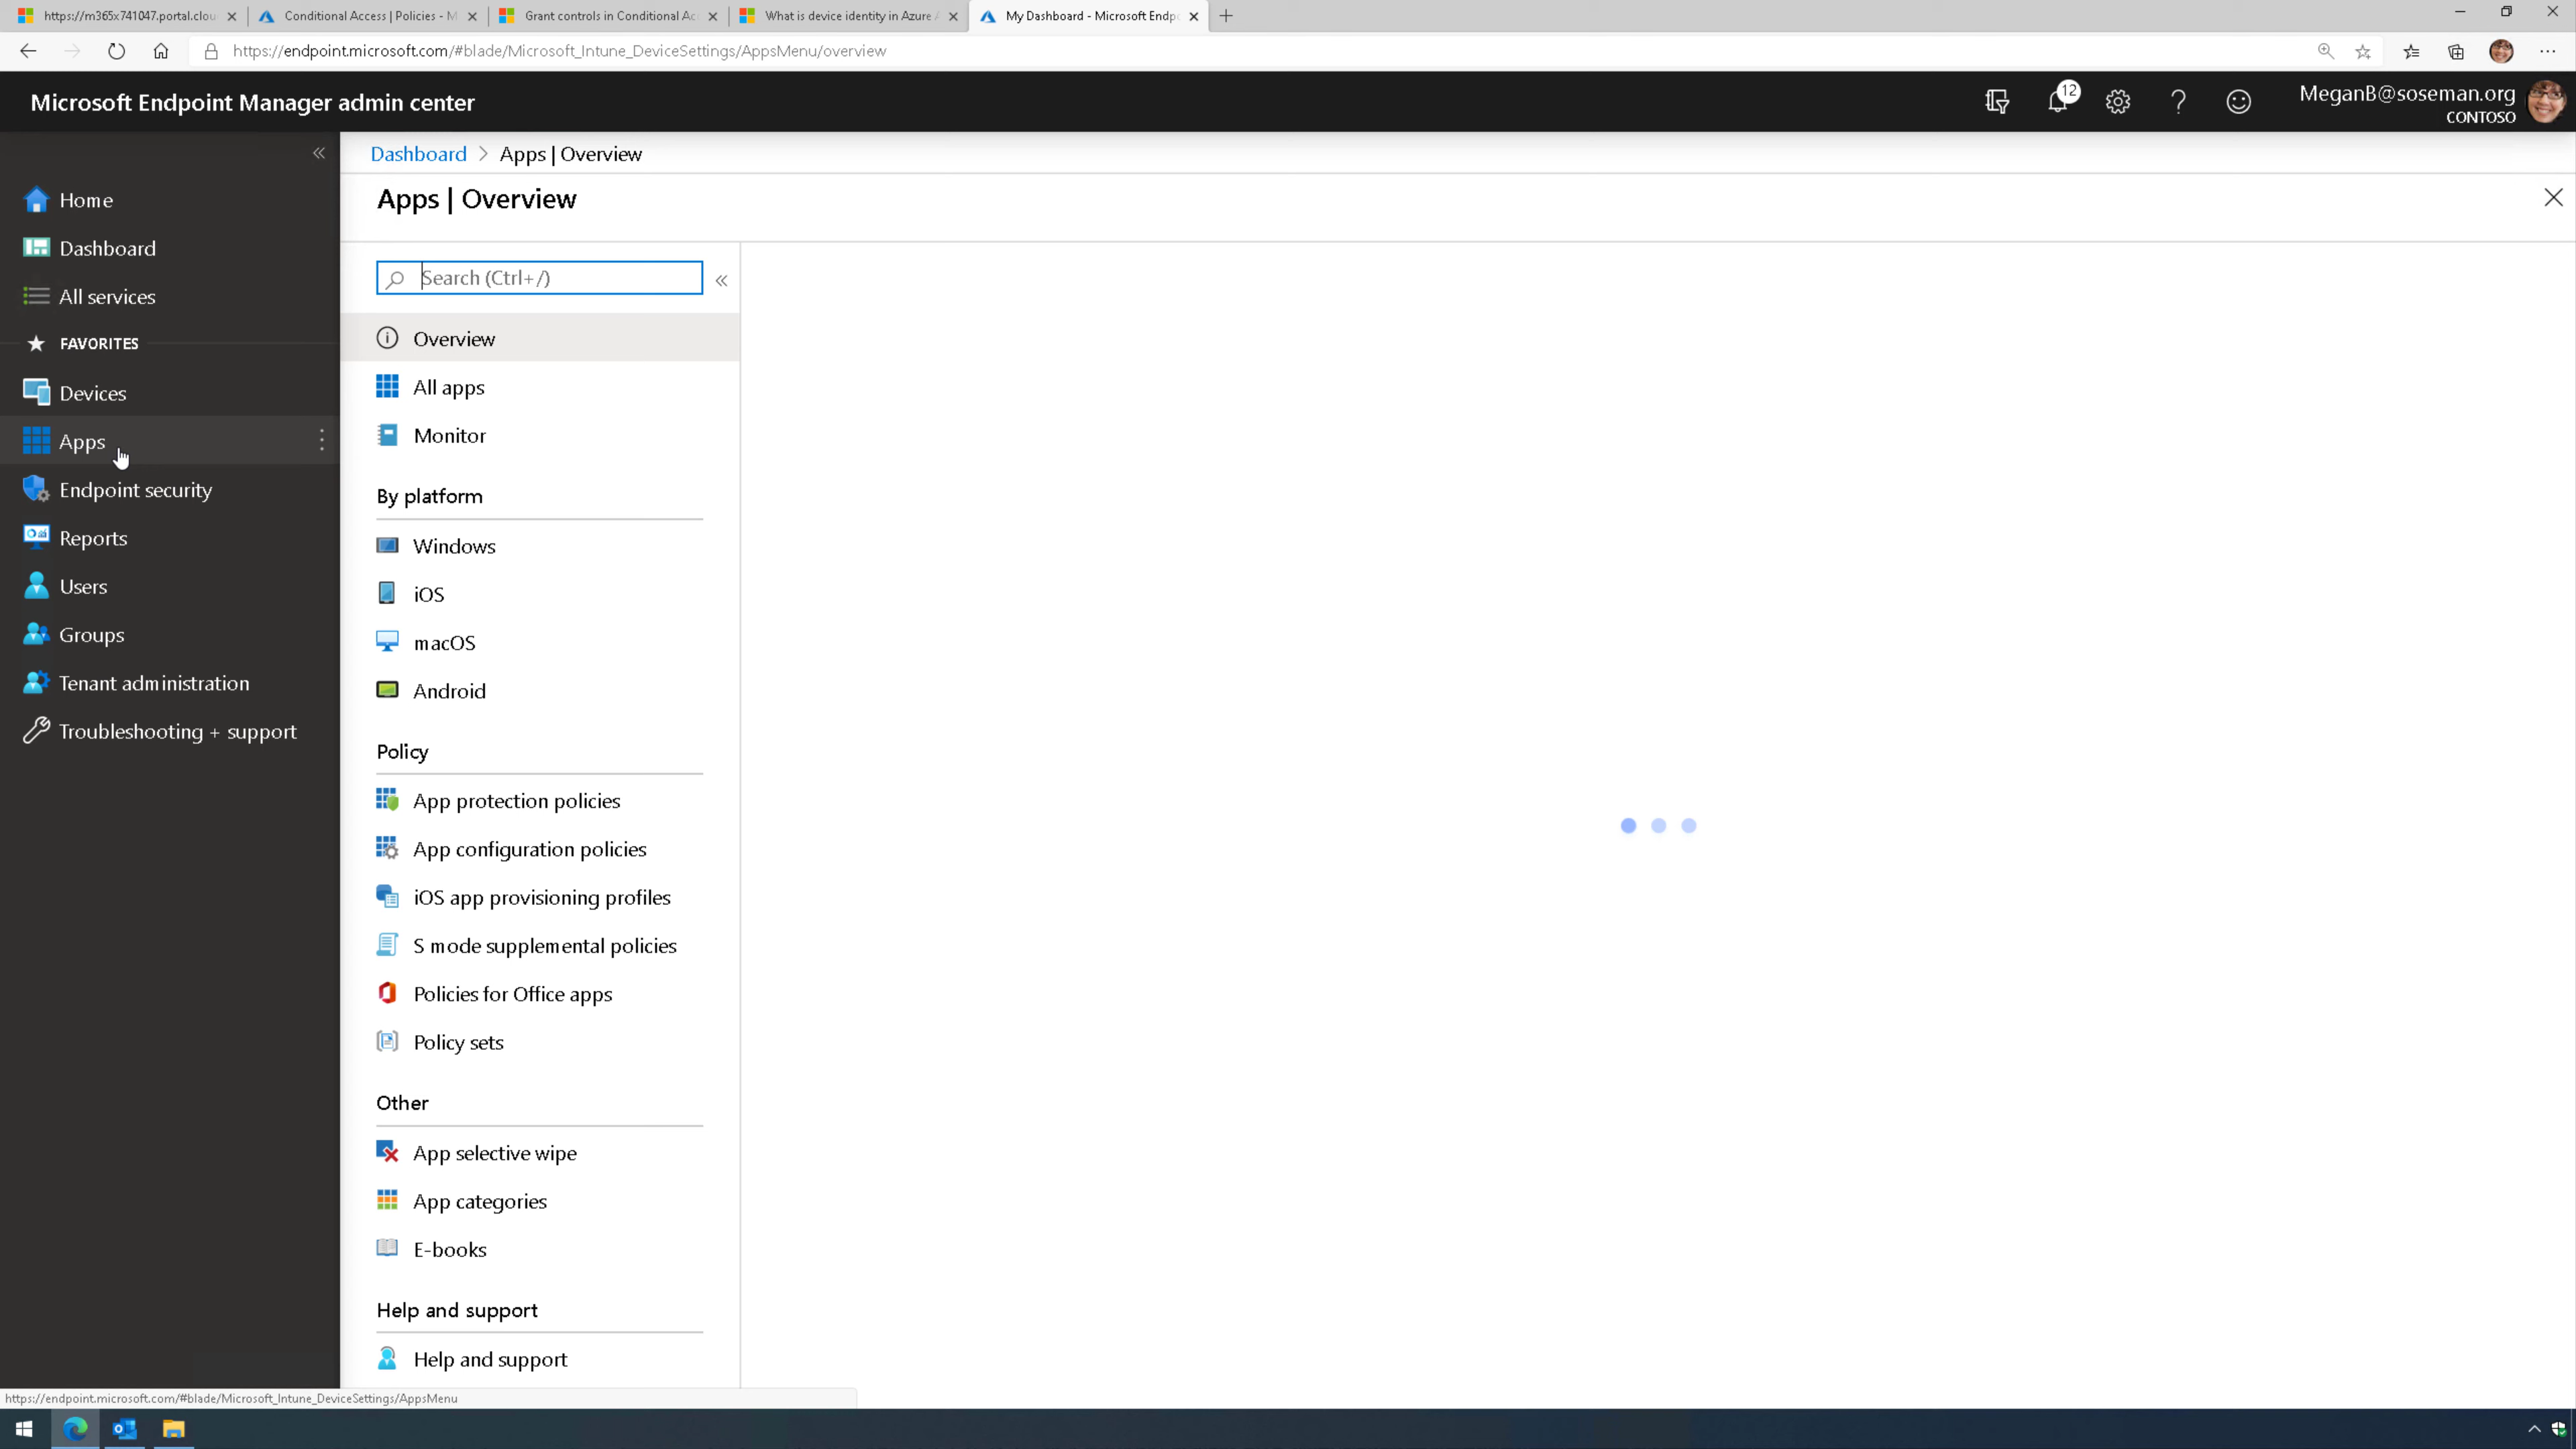 https://m365x741047.portal.clou
Conditional Access | Policies - M
Grant controls in Conditional Ac
What is device identity in Azure A
My Dashboard - Microsoft Endp
https://endpoint.microsoft.com/#blade/Microsoft_Intune_DeviceSettings/AppsMenu/overview
Microsoft Endpoint Manager admin center
12
MeganB@soseman.org
CONTOSO
Home
Dashboard
All services
FAVORITES
Devices
Apps
Endpoint security
Reports
Users
Groups
Tenant administration
Troubleshooting + support
Dashboard > Apps | Overview
Apps | Overview
Search (Ctrl+/)
Overview
All apps
Monitor
By platform
Windows
iOS
macOS
Android
Policy
App protection policies
App configuration policies
iOS app provisioning profiles
S mode supplemental policies
Policies for Office apps
Policy sets
Other
App selective wipe
App categories
E-books
Help and support
Help and support
https://endpoint.microsoft.com/#blade/Microsoft_Intune_DeviceSettings/AppsMenu